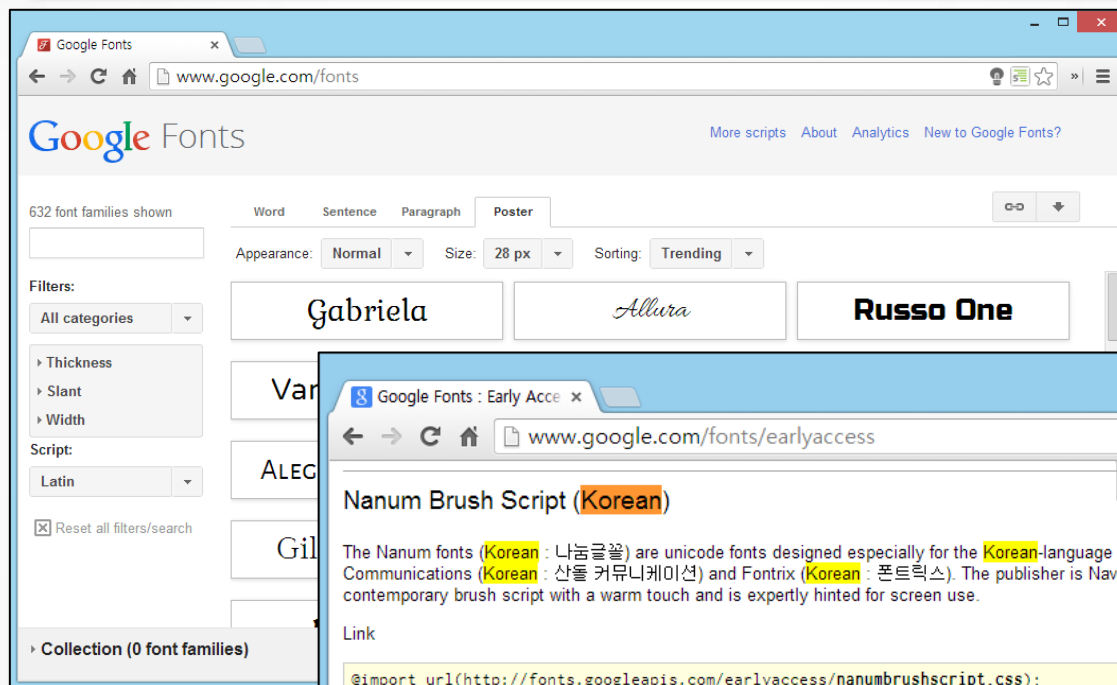 Google Fonts
www.google.com/fonts
Google Fonts
More scripts About Analytics New to Google Fonts?
632 font families shown
Word Sentence Paragraph Poster
Appearance: Normal Size: 28 px Sorting: Trending
Filters:
All categories
Thickness
Slant
Width
Script:
Latin
Reset all filters/search
Collection (0 font families)
Gabriela Allura Russo One
Google Fonts : Early Acce
www.google.com/fonts/earlyaccess
Nanum Brush Script (Korean)
The Nanum fonts (Korean : 나눔글꼴) are unicode fonts designed especially for the Korean-language
Communications (Korean : 산돌 커뮤니케이션) and Fontrix (Korean : 폰트릭스). The publisher is Nav
contemporary brush script with a warm touch and is expertly hinted for screen use.
Link
@import url(http://fonts.googleapis.com/earlyaccess/nanumbrushscript.css);